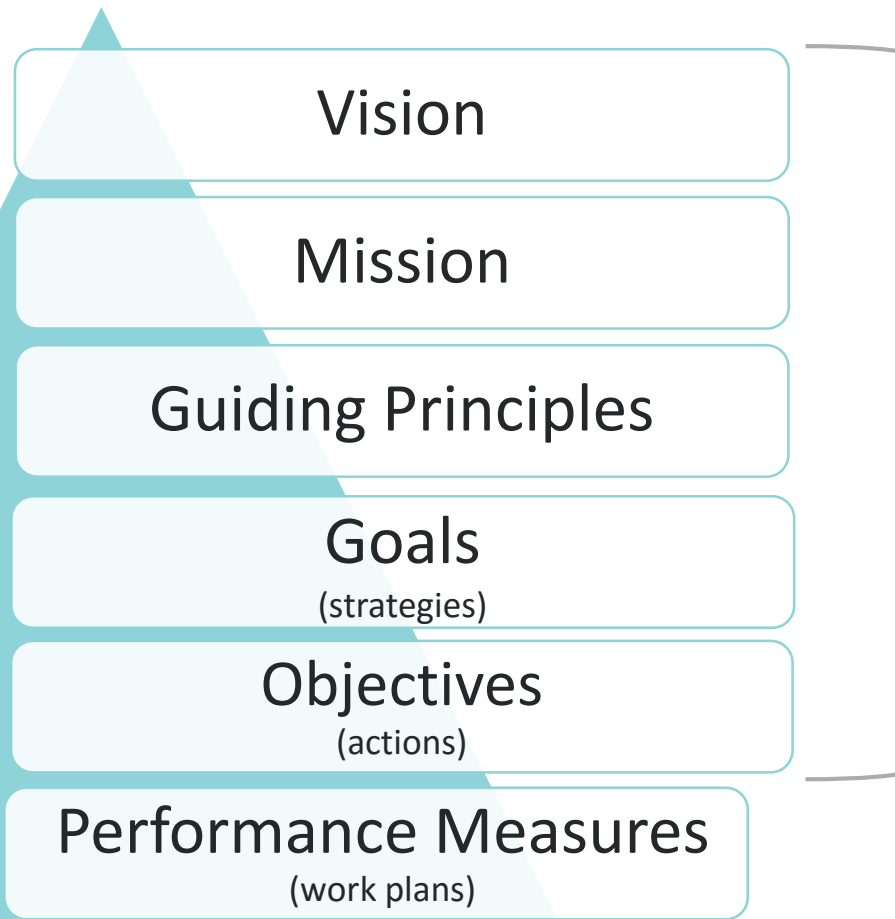 Vision
Mission
Guiding Principles
Goals
(strategies)
Objectives
(actions)
Performance Measures
(work plans)